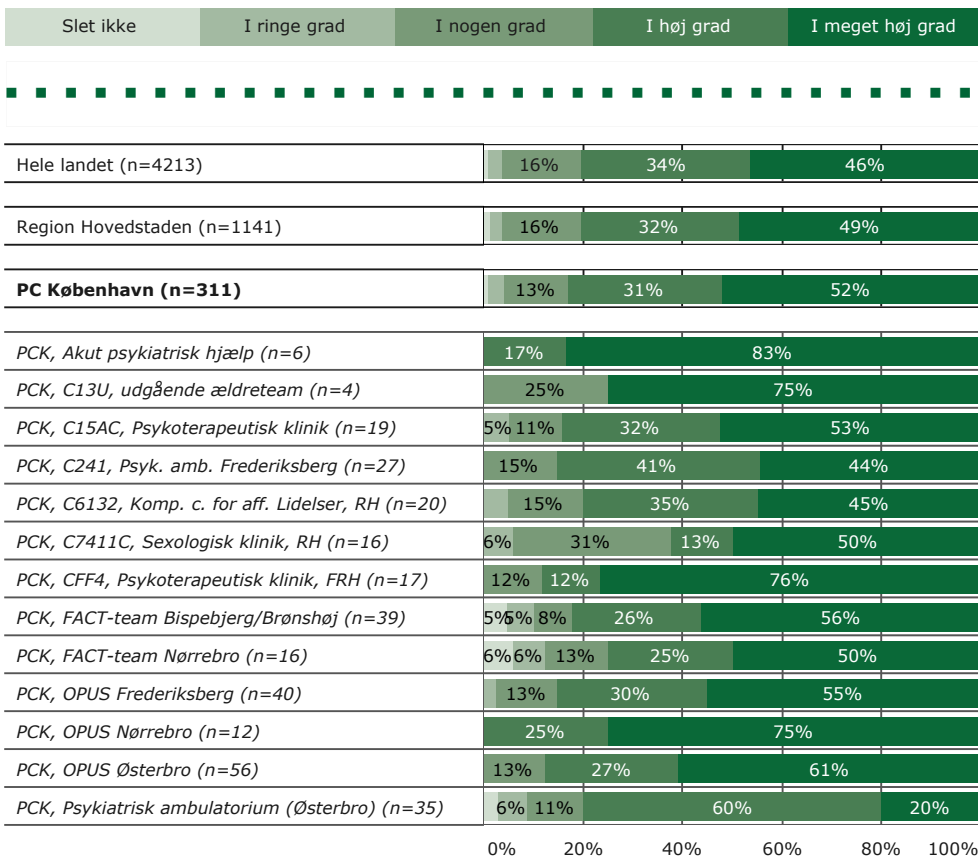 Slet ikke I ringe grad I nogen grad I høj grad I meget høj grad
Hele landet (n=4213) 16% 34% 46%
Region Hovedstaden (n=1141) 16% 32% 49%
PC København (n=311) 13% 31% 52%
PCK, Akut psykiatrisk hjælp (n=6) 17% 83%
PCK, C13U, udgående ældreteam (n=4) 25% 75%
PCK, C15AC, Psykoterapeutisk klinik (n=19) 5% 11% 32% 53%
PCK, C241, Psyk. amb. Frederiksberg (n=27) 15% 41% 44%
PCK, C6132, Komp. c. for aff. Lidelser, RH (n=20) 15% 35% 45%
PCK, C7411C, Sexologisk klinik, RH (n=16) 6% 31% 13% 50%
PCK, CFF4, Psykoterapeutisk klinik, FRH (n=17) 12% 12% 76%
PCK, FACT-team Bispebjerg/Brønshøj (n=39) 5% 5% 8% 26% 56%
PCK, FACT-team Nørrebro (n=16) 6% 6% 13% 25% 50%
PCK, OPUS Frederiksberg (n=40) 13% 30% 55%
PCK, OPUS Nørrebro (n=12) 25% 75%
PCK, OPUS Østerbro (n=56) 13% 27% 61%
PCK, Psykiatrisk ambulatorium (Østerbro) (n=35) 6% 11% 60% 20%
0% 20% 40% 60% 80% 100%